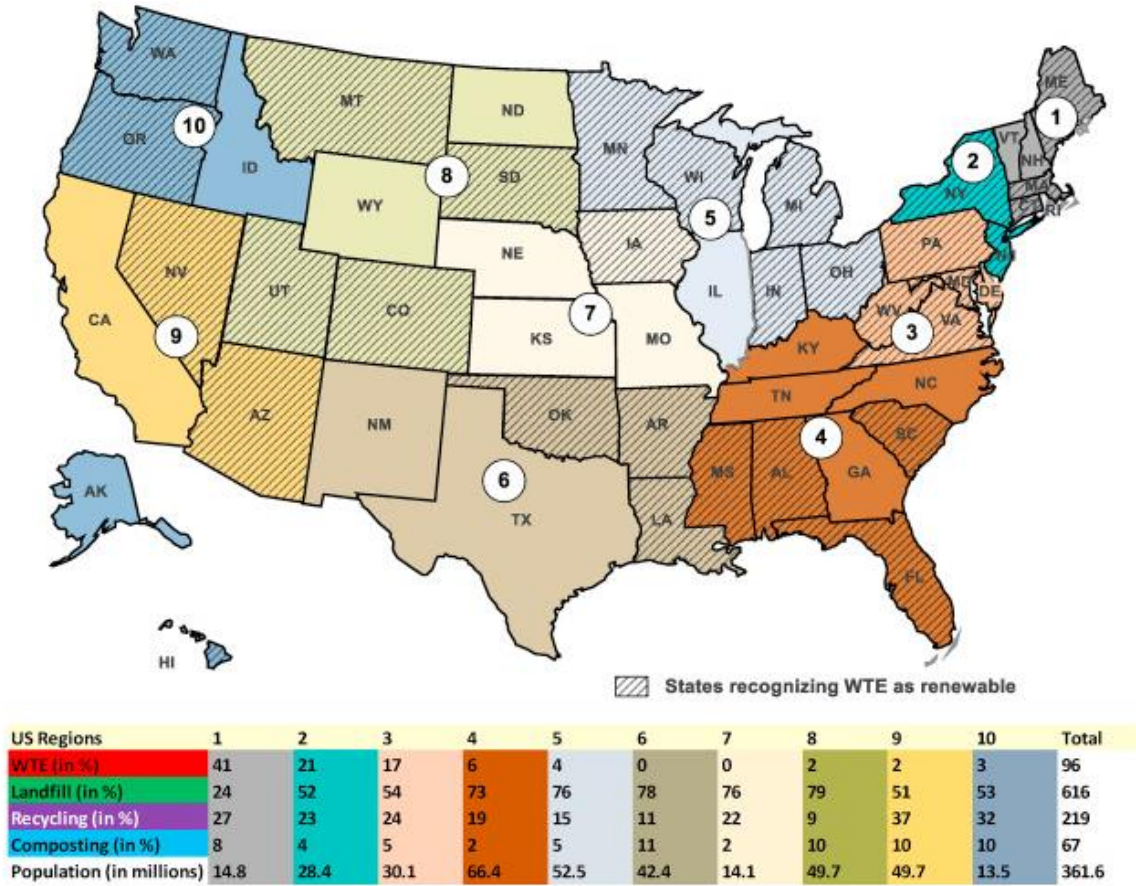 WA
ME
MT
ND
1
VT
10
OR
MN
2
NH
ID
8
SD
WI
NY
MA
CT
RI
WY
5
MI
IA
PA
NE
NJ
OH
NV
UT
IL
IN
MD
DE
CO
WV
CA
7
VA
9
KS
MO
3
KY
NC
TN
OK
AZ
NM
AR
4
SC
MS
AL
GA
6
AK
TX
LA
FL
HI
States recognizing WTE as renewable
US Regions 1 2 3 4 5 6 7 8 9 10 Total
WTE (in %) 41 21 17 6 4 0 0 2 2 3 96
Landfill (in %) 24 52 54 73 76 78 76 79 51 53 616
Recycling (in %) 27 23 24 19 15 11 22 9 37 32 219
Composting (in %) 8 4 5 2 5 11 2 10 10 10 67
Population (in millions) 14.8 28.4 30.1 66.4 52.5 42.4 14.1 49.7 49.7 13.5 361.6